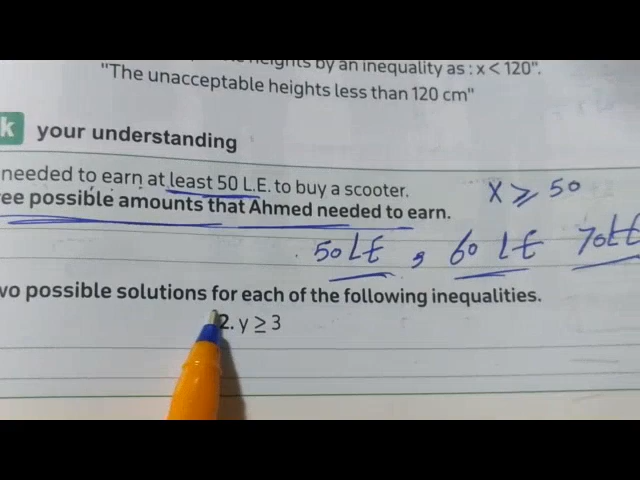 heights by an inequality as : x < 120".
"The unacceptable heights less than 120 cm"
k your understanding
needed to earn at least 50 L.E. to buy a scooter.
x ≥ 50
ee possible amounts that Ahmed needed to earn.
50 LE , 60 LE 70LE
wo possible solutions for each of the following inequalities.
2. y ≥ 3